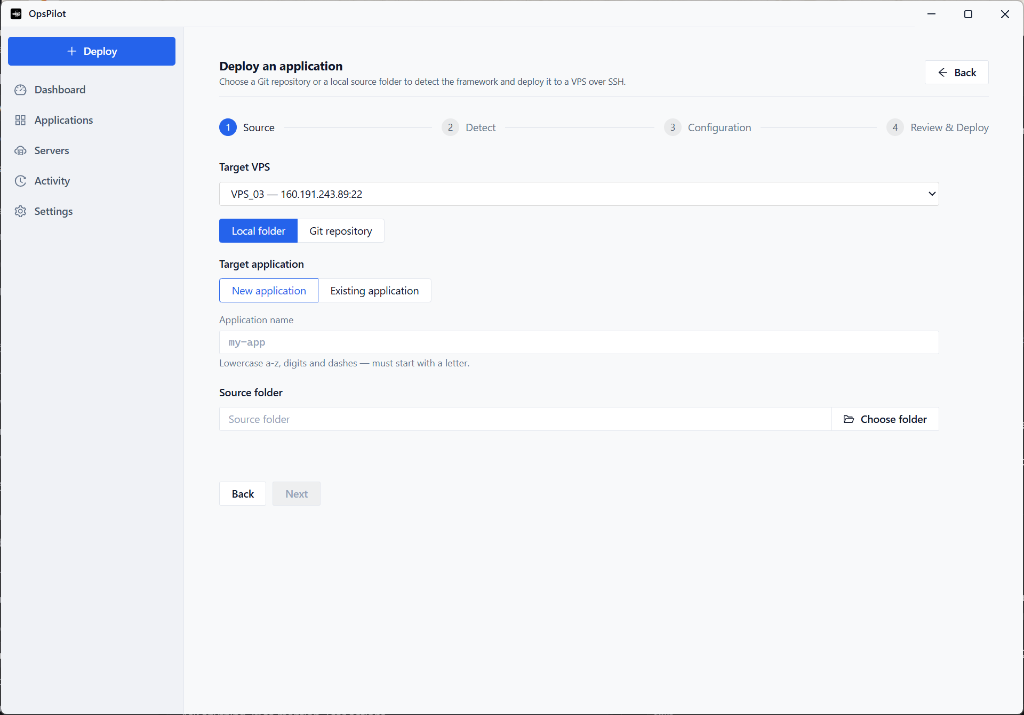 OpsPilot
+ Deploy
Dashboard
Applications
Servers
Activity
Settings
Deploy an application
Choose a Git repository or a local source folder to detect the framework and deploy it to a VPS over SSH.
← Back
1 Source
2 Detect
3 Configuration
4 Review & Deploy
Target VPS
VPS_03 — 160.191.243.89:22
Local folder
Git repository
Target application
New application
Existing application
Application name
my-app
Lowercase a-z, digits and dashes — must start with a letter.
Source folder
Source folder
Choose folder
Back
Next